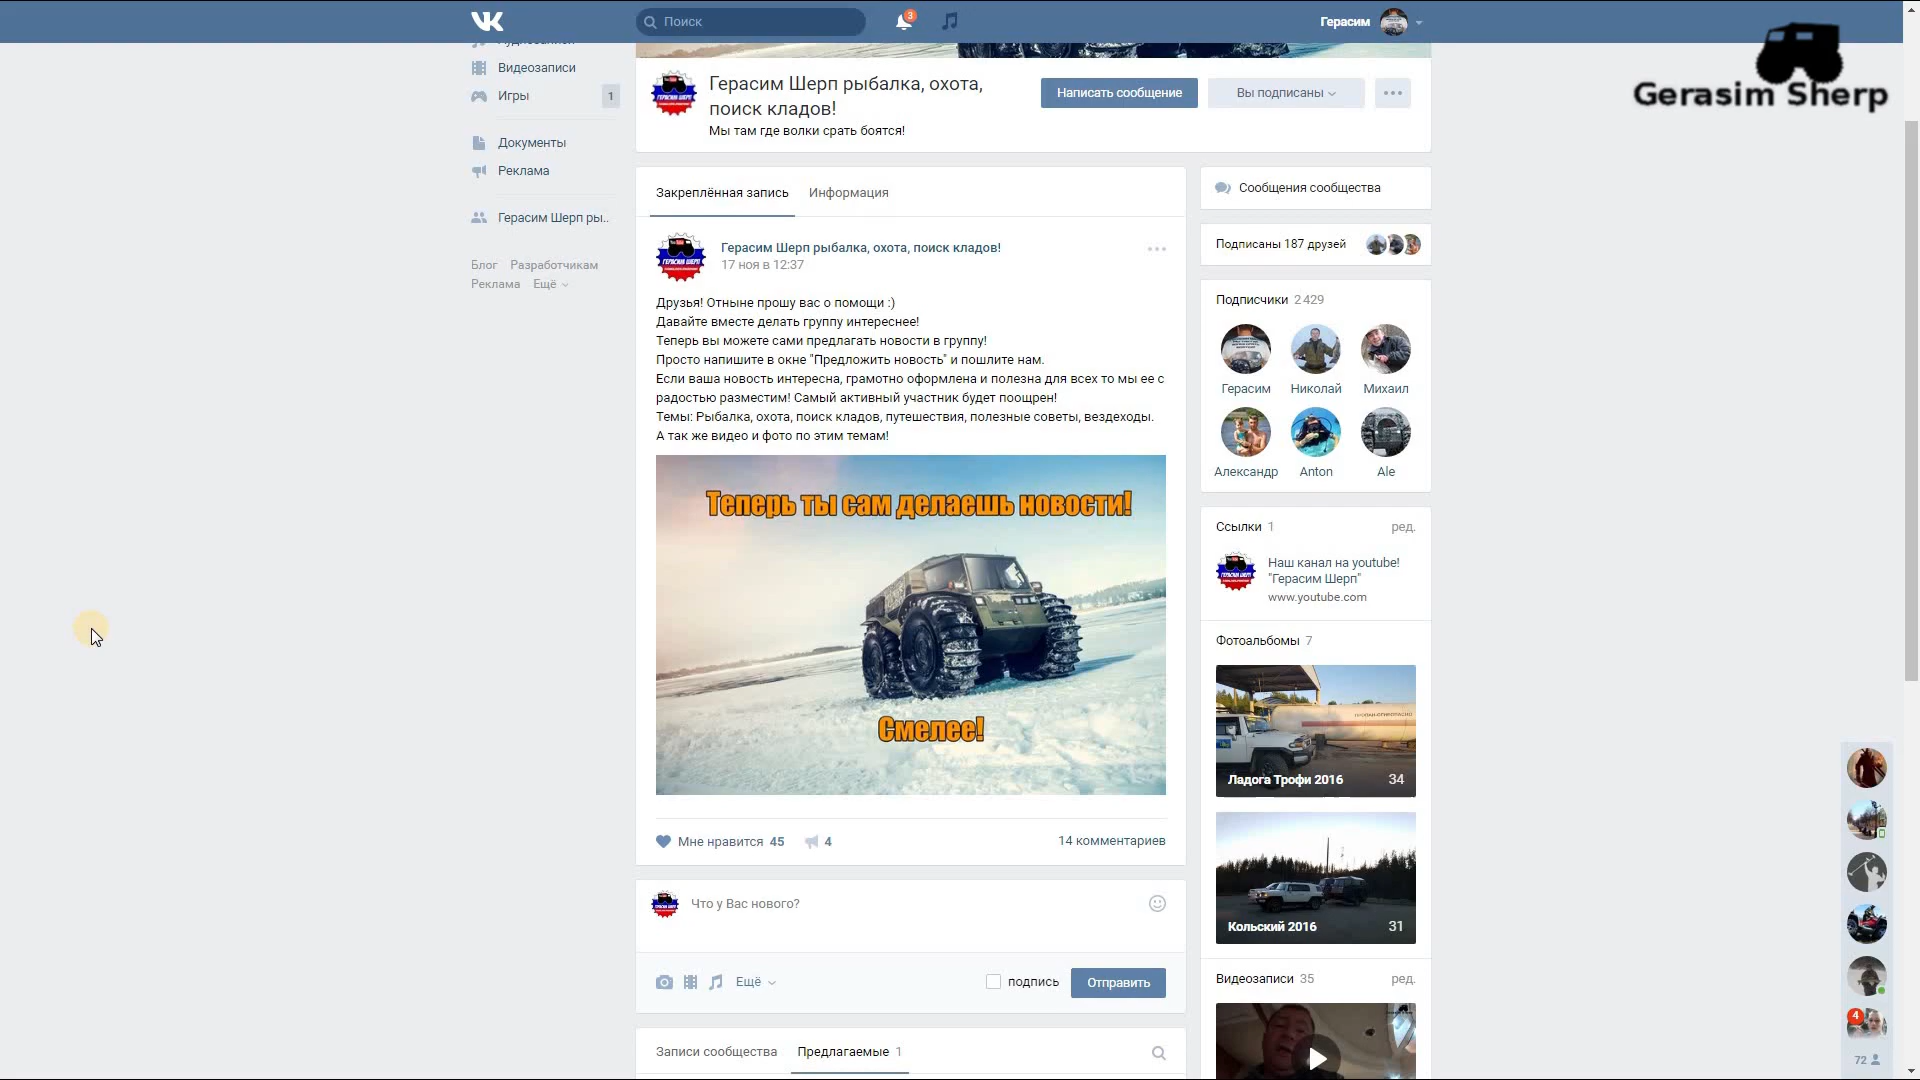 Поиск
3
Герасим
Gerasim Sherp
Видеозаписи
Игры
1
Документы
Реклама
Герасим Шерп ры..
Блог Разработчикам
Реклама Ещё
Герасим Шерп рыбалка, охота,
поиск кладов!
Мы там где волки срать боятся!
Написать сообщение
Вы подписаны
Закреплённая запись Информация
Герасим Шерп рыбалка, охота, поиск кладов!
17 ноя в 12:37
Друзья! Отныне прошу вас о помощи :)
Давайте вместе делать группу интереснее!
Теперь вы можете сами предлагать новости в группу!
Просто напишите в окне "Предложить новость" и пошлите нам.
Если ваша новость интересна, грамотно оформлена и полезна для всех то мы ее с
радостью разместим! Самый активный участник будет поощрен!
Темы: Рыбалка, охота, поиск кладов, путешествия, полезные советы, вездеходы.
А так же видео и фото по этим темам!
Теперь ты сам делаешь новости!
Смелее!
Мне нравится 45
4
14 комментариев
Что у Вас нового?
Ещё
подпись
Отправить
Записи сообщества Предлагаемые 1
Сообщения сообщества
Подписаны 187 друзей
Подписчики 2 429
Герасим Николай Михаил
Александр Anton Ale
Ссылки 1 ред.
Наш канал на youtube!
"Герасим Шерп"
www.youtube.com
Фотоальбомы 7
Ладога Трофи 2016 34
Кольский 2016 31
Видеозаписи 35 ред.
4
72